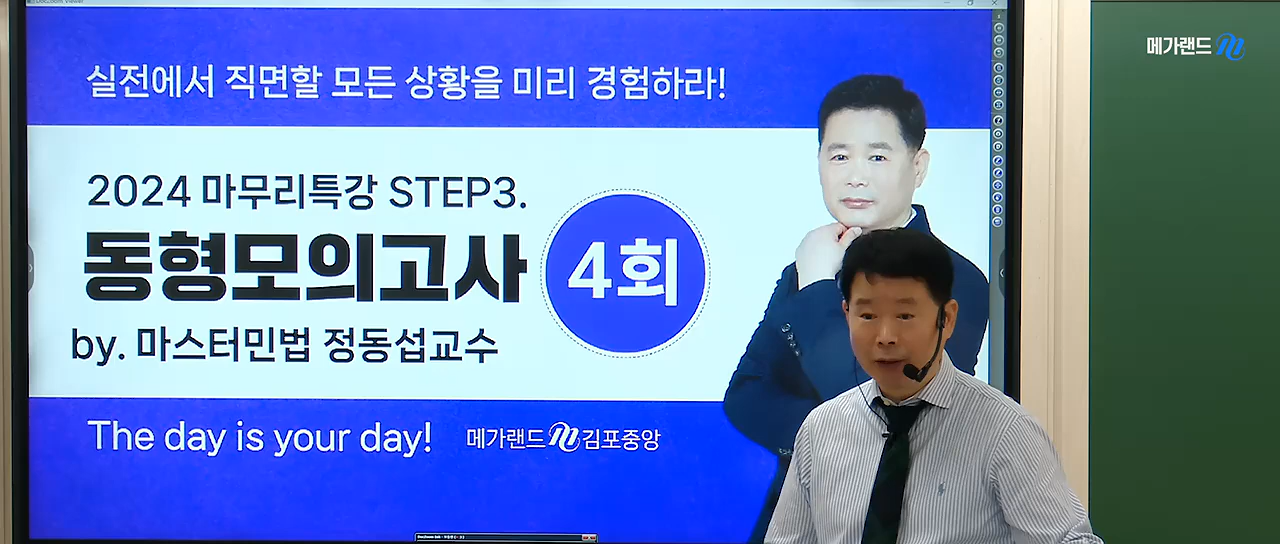 실전에서 직면할 모든 상황을 미리 경험하라!
메가랜드
2024 마무리특강 STEP3.
동형모의고사
4회
by. 마스터민법 정동섭교수
The day is your day!
메가랜드 김포중앙